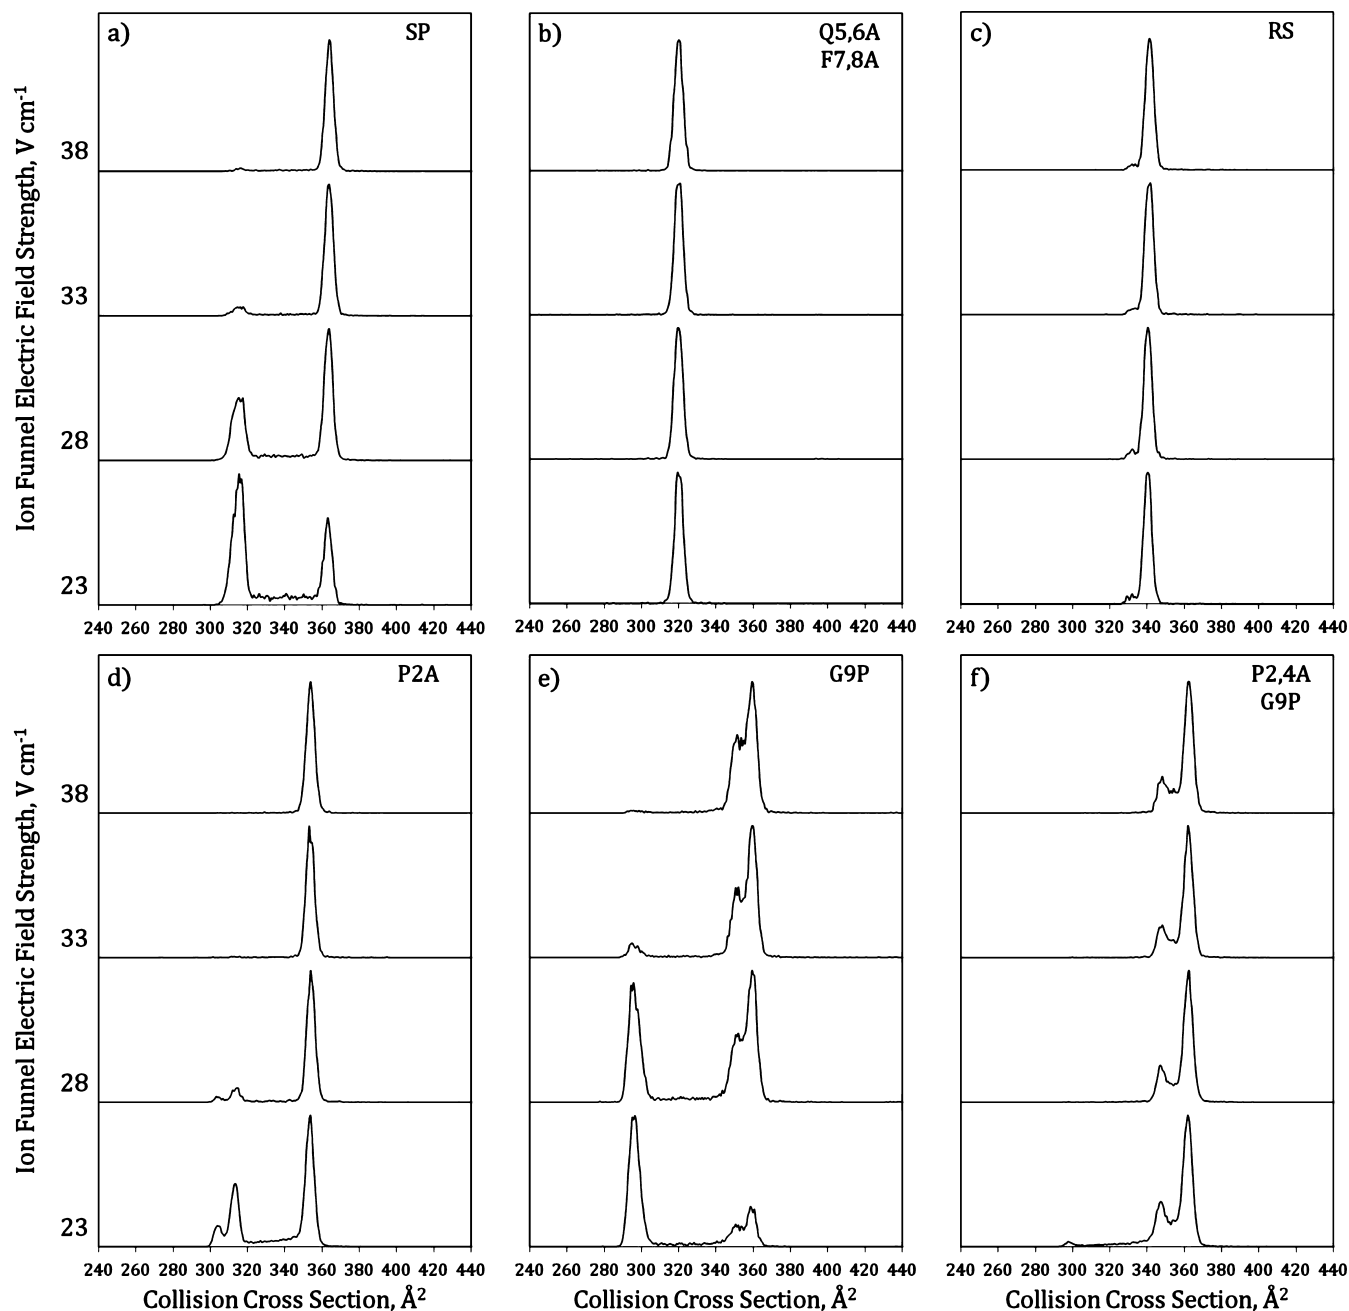 a) SP
b) Q5,6A
F7,8A
c) RS
Ion Funnel Electric Field Strength, V cm⁻¹
38
33
28
23
240 260 280 300 320 340 360 380 400 420 440
240 260 280 300 320 340 360 380 400 420 440
240 260 280 300 320 340 360 380 400 420 440
d) P2A
e) G9P
f) P2,4A
G9P
Ion Funnel Electric Field Strength, V cm⁻¹
38
33
28
23
240 260 280 300 320 340 360 380 400 420 440
240 260 280 300 320 340 360 380 400 420 440
240 260 280 300 320 340 360 380 400 420 440
Collision Cross Section, Å²
Collision Cross Section, Å²
Collision Cross Section, Å²